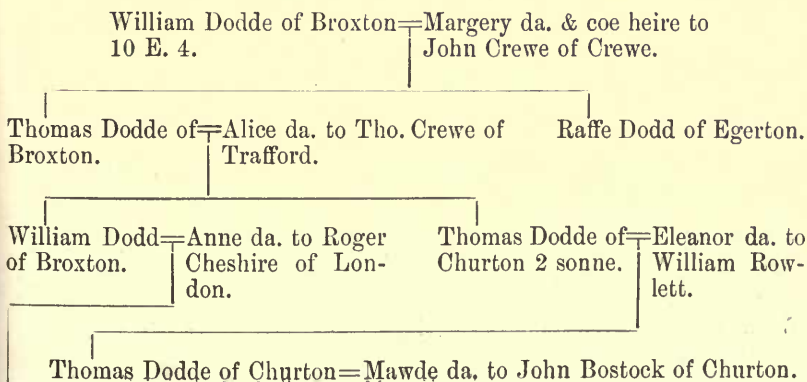 William Dodde of Broxton
10 E. 4.
Margery da. & coe heire to
John Crewe of Crewe.
Thomas Dodde of
Broxton.
Alice da. to Tho. Crewe of
Trafford.
Raffe Dodd of Egerton.
William Dodd
of Broxton.
Anne da. to Roger
Cheshire of Lon-
don.
Thomas Dodde of
Churton 2 sonne.
Eleanor da. to
William Row-
lett.
Thomas Dodde of Churton=Mawde da. to John Bostock of Churton.